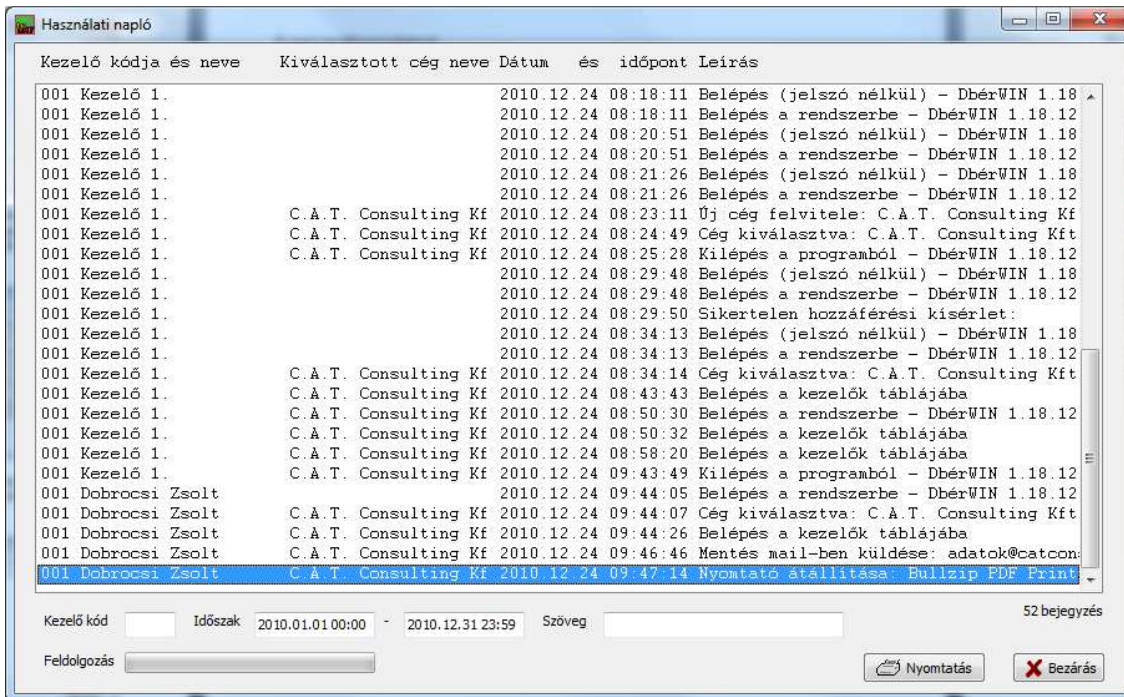 Használati napló
Kezelő kódja és neve Kiválasztott cég neve Dátum és időpont Leírás
001 Kezelő 1. 2010.12.24 08:18:11 Belépés (jelszó nélkül) - DbérWIN 1.18
001 Kezelő 1. 2010.12.24 08:18:11 Belépés a rendszerbe - DbérWIN 1.18.12
001 Kezelő 1. 2010.12.24 08:20:51 Belépés (jelszó nélkül) - DbérWIN 1.18
001 Kezelő 1. 2010.12.24 08:20:51 Belépés a rendszerbe - DbérWIN 1.18.12
001 Kezelő 1. 2010.12.24 08:21:26 Belépés (jelszó nélkül) - DbérWIN 1.18
001 Kezelő 1. 2010.12.24 08:21:26 Belépés a rendszerbe - DbérWIN 1.18.12
001 Kezelő 1. C.A.T. Consulting Kf 2010.12.24 08:23:11 Új cég felvitele: C.A.T. Consulting Kf
001 Kezelő 1. C.A.T. Consulting Kf 2010.12.24 08:24:49 Cég kiválasztva: C.A.T. Consulting Kft
001 Kezelő 1. C.A.T. Consulting Kf 2010.12.24 08:25:28 Kilépés a programból - DbérWIN 1.18.12
001 Kezelő 1. 2010.12.24 08:29:48 Belépés (jelszó nélkül) - DbérWIN 1.18
001 Kezelő 1. 2010.12.24 08:29:48 Belépés a rendszerbe - DbérWIN 1.18.12
001 Kezelő 1. 2010.12.24 08:29:50 Sikertelen hozzáférési kísérlet:
001 Kezelő 1. 2010.12.24 08:34:13 Belépés (jelszó nélkül) - DbérWIN 1.18
001 Kezelő 1. 2010.12.24 08:34:13 Belépés a rendszerbe - DbérWIN 1.18.12
001 Kezelő 1. C.A.T. Consulting Kf 2010.12.24 08:34:14 Cég kiválasztva: C.A.T. Consulting Kft
001 Kezelő 1. C.A.T. Consulting Kf 2010.12.24 08:43:43 Belépés a kezelők táblájába
001 Kezelő 1. C.A.T. Consulting Kf 2010.12.24 08:50:30 Belépés a rendszerbe - DbérWIN 1.18.12
001 Kezelő 1. C.A.T. Consulting Kf 2010.12.24 08:50:32 Belépés a kezelők táblájába
001 Kezelő 1. C.A.T. Consulting Kf 2010.12.24 08:58:20 Belépés a kezelők táblájába
001 Kezelő 1. C.A.T. Consulting Kf 2010.12.24 09:43:49 Kilépés a programból - DbérWIN 1.18.12
001 Dobrocsi Zsolt 2010.12.24 09:44:05 Belépés a rendszerbe - DbérWIN 1.18.12
001 Dobrocsi Zsolt C.A.T. Consulting Kf 2010.12.24 09:44:07 Cég kiválasztva: C.A.T. Consulting Kft
001 Dobrocsi Zsolt C.A.T. Consulting Kf 2010.12.24 09:44:26 Belépés a kezelők táblájába
001 Dobrocsi Zsolt C.A.T. Consulting Kf 2010.12.24 09:46:46 Mentés mail-ben küldése: adatok@catcon
001 Dobrocsi Zsolt C.A.T. Consulting Kf 2010.12.24 09:47:14 Nyomtató átállítása: Bullzip PDF Print
52 bejegyzés
Kezelő kód Időszak 2010.01.01 00:00 - 2010.12.31 23:59 Szöveg
Feldolgozás Nyomtatás Bezárás